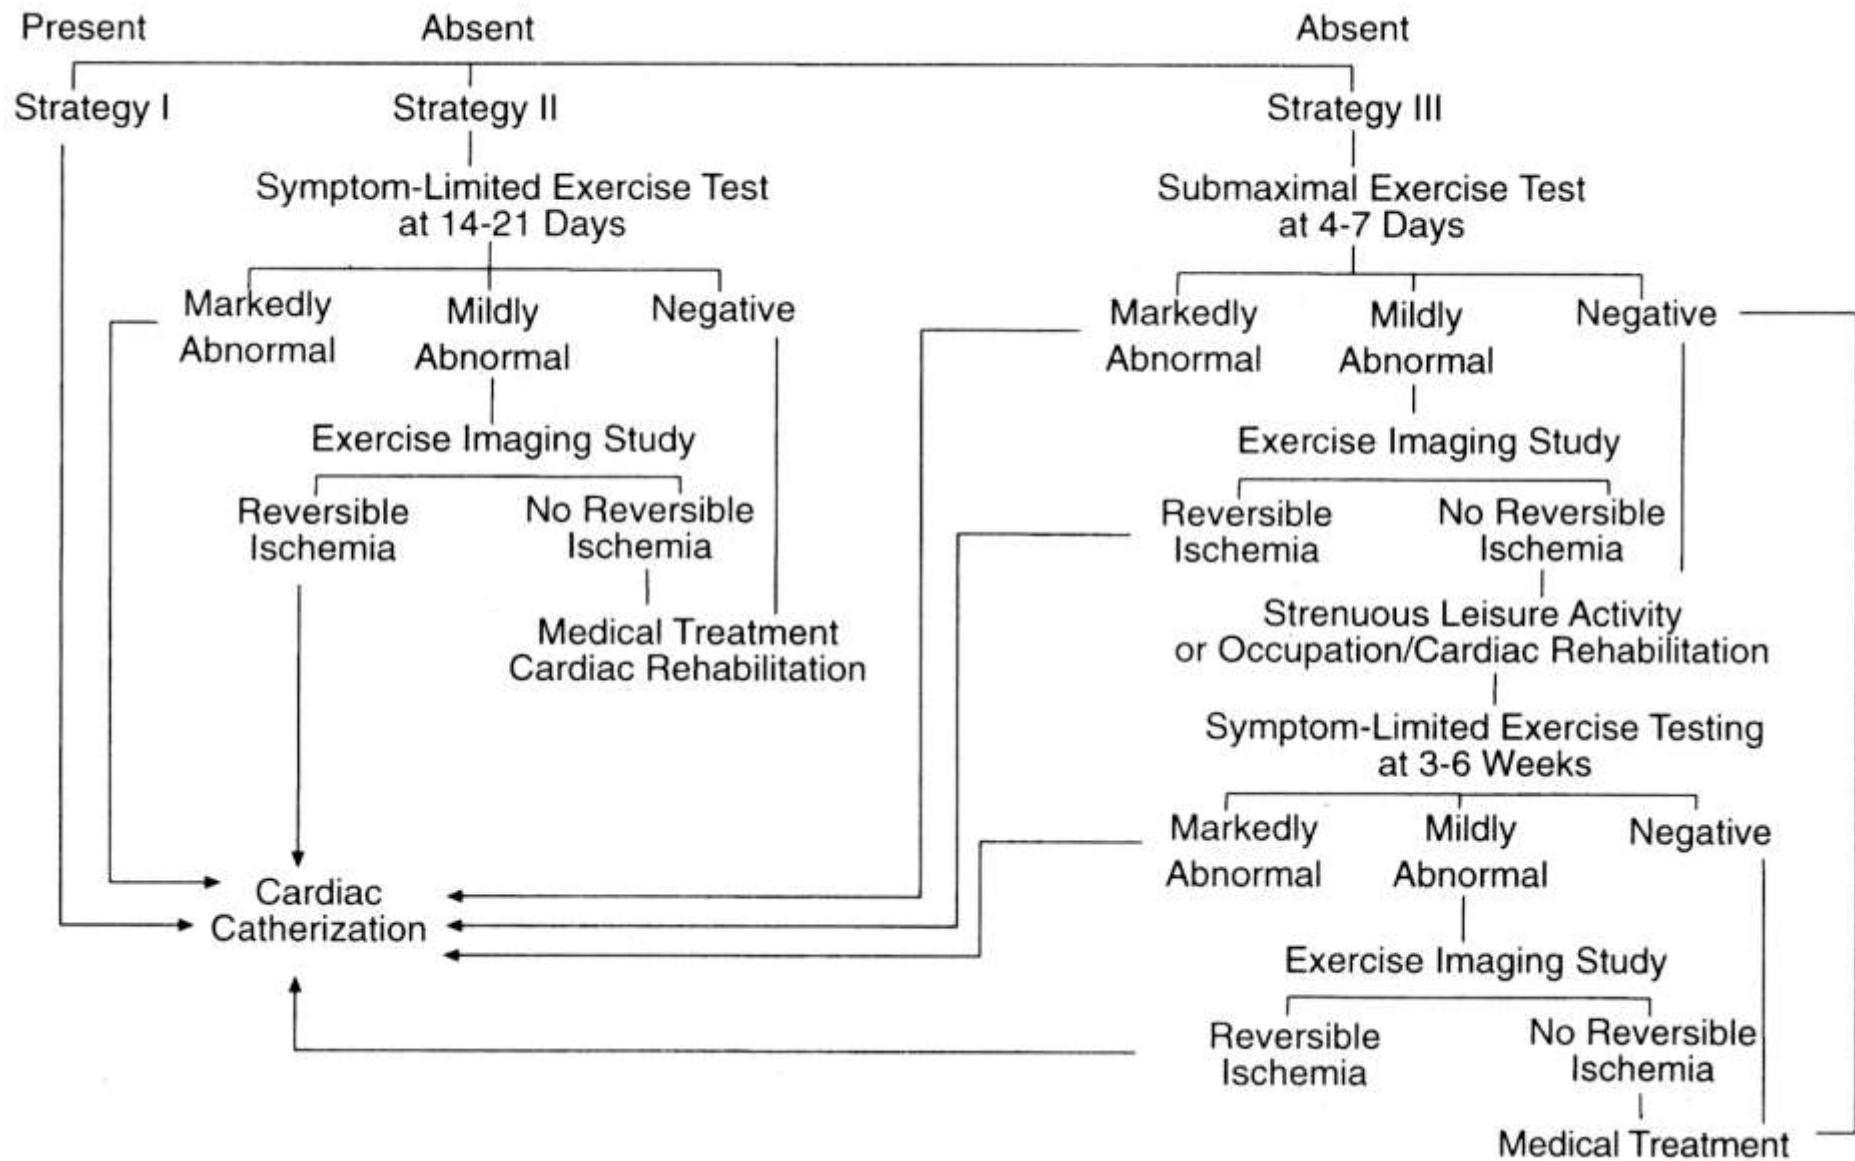 Present
Absent
Absent
Strategy I
Strategy II
Strategy III
Symptom-Limited Exercise Test
at 14-21 Days
Submaximal Exercise Test
at 4-7 Days
Markedly
Abnormal
Mildly
Abnormal
Negative
Markedly
Abnormal
Mildly
Abnormal
Negative
Exercise Imaging Study
Exercise Imaging Study
Reversible
Ischemia
No Reversible
Ischemia
Reversible
Ischemia
No Reversible
Ischemia
Medical Treatment
Cardiac Rehabilitation
Strenuous Leisure Activity
or Occupation/Cardiac Rehabilitation
Symptom-Limited Exercise Testing
at 3-6 Weeks
Markedly
Abnormal
Mildly
Abnormal
Negative
Cardiac
Catherization
Exercise Imaging Study
Reversible
Ischemia
No Reversible
Ischemia
Medical Treatment